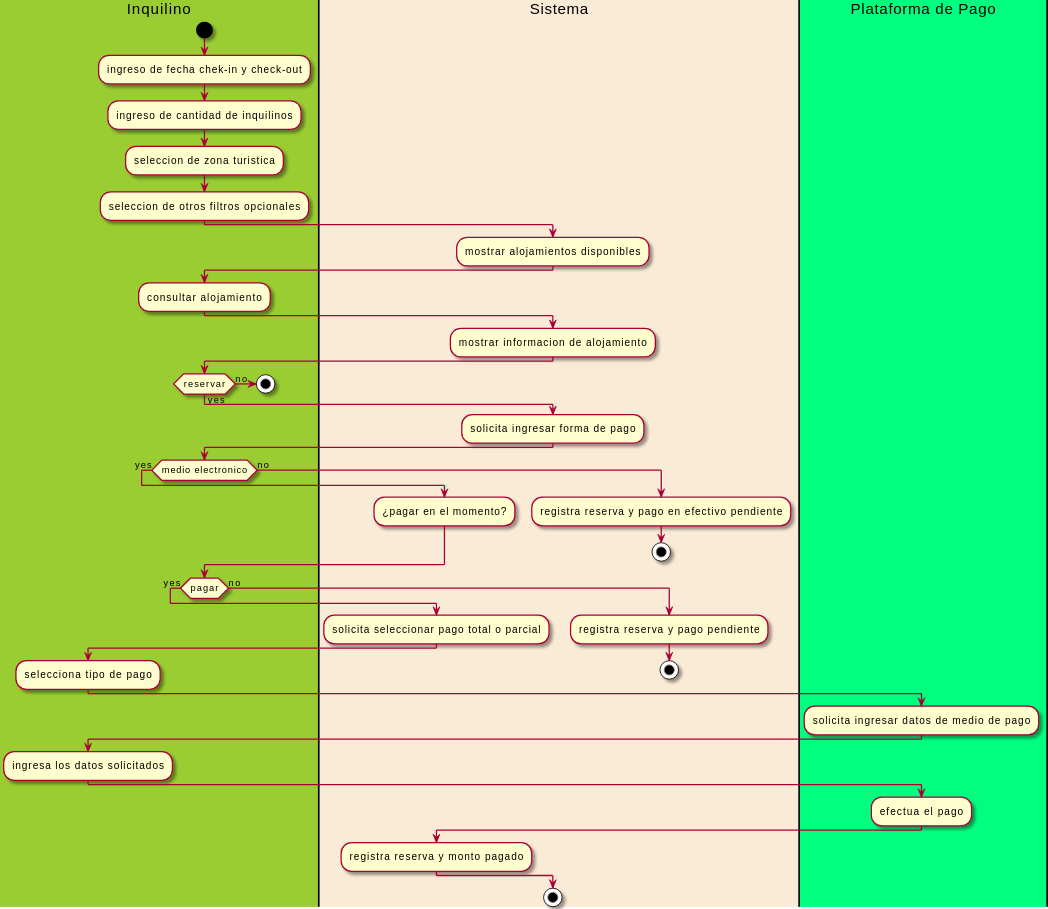 Inquilino
Sistema
Plataforma de Pago
ingreso de fecha chek-in y check-out
ingreso de cantidad de inquilinos
seleccion de zona turistica
seleccion de otros filtros opcionales
mostrar alojamientos disponibles
consultar alojamiento
mostrar informacion de alojamiento
reservar
no
yes
solicita ingresar forma de pago
yes
medio electronico
no
¿pagar en el momento?
registra reserva y pago en efectivo pendiente
yes
pagar
no
solicita seleccionar pago total o parcial
registra reserva y pago pendiente
selecciona tipo de pago
solicita ingresar datos de medio de pago
ingresa los datos solicitados
efectua el pago
registra reserva y monto pagado